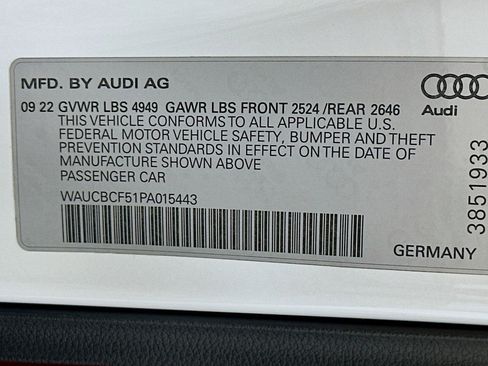 MFD. BY AUDI AG
09 22 GVWR LBS 4949 GAWR LBS FRONT 2524 /REAR 2646
THIS VEHICLE CONFORMS TO ALL APPLICABLE U.S.
FEDERAL MOTOR VEHICLE SAFETY, BUMPER AND THEFT
PREVENTION STANDARDS IN EFFECT ON THE DATE OF
MANUFACTURE SHOWN ABOVE
PASSENGER CAR
WAUCBCF51PA015443
Audi
3851933
GERMANY